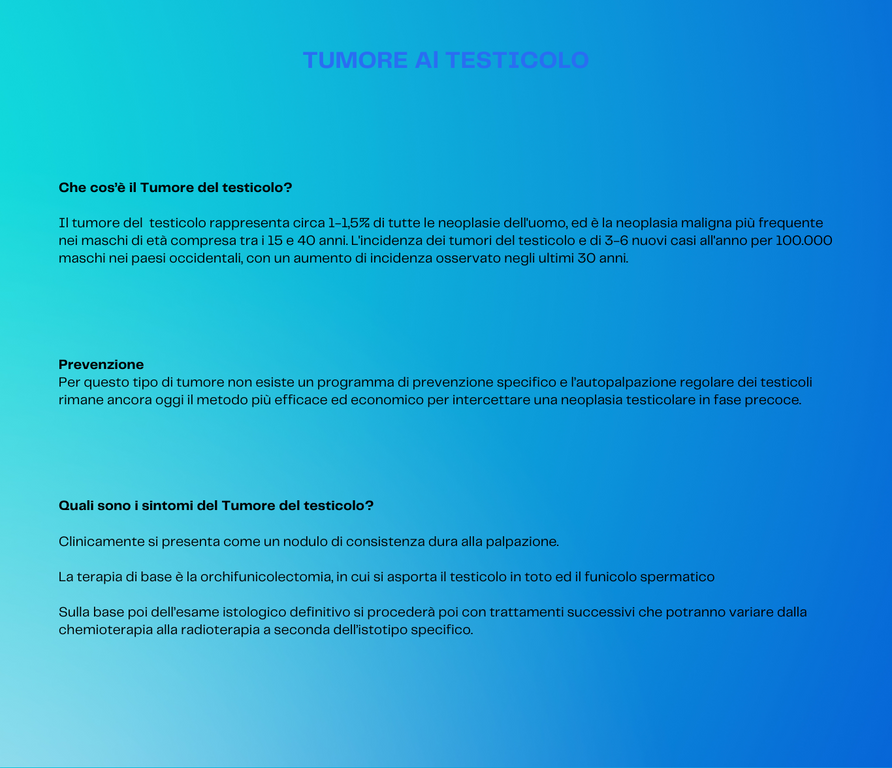 TUMORE Al TESTICOLO
Che cos'è il Tumore del testicolo?
Il tumore del  testicolo rappresenta circa 1-1,5% di tutte le neoplasie dell'uomo, ed è la neoplasia maligna più frequente
nei maschi di età compresa tra i 15 e 40 anni. L'incidenza dei tumori del testicolo e di 3-6 nuovi casi all'anno per 100.000
maschi nei paesi occidentali, con un aumento di incidenza osservato negli ultimi 30 anni.
Prevenzione
Per questo tipo di tumore non esiste un programma di prevenzione specifico e l'autopalpazione regolare dei testicoli
rimane ancora oggi il metodo più efficace ed economico per intercettare una neoplasia testicolare in fase precoce.
Quali sono i sintomi del Tumore del testicolo?
Clinicamente si presenta come un nodulo di consistenza dura alla palpazione.
La terapia di base è la orchifunicolectomia, in cui si asporta il testicolo in toto ed il funicolo spermatico
Sulla base poi dell'esame istologico definitivo si procederà poi con trattamenti successivi che potranno variare dalla
chemioterapia alla radioterapia a seconda dell'istotipo specifico.